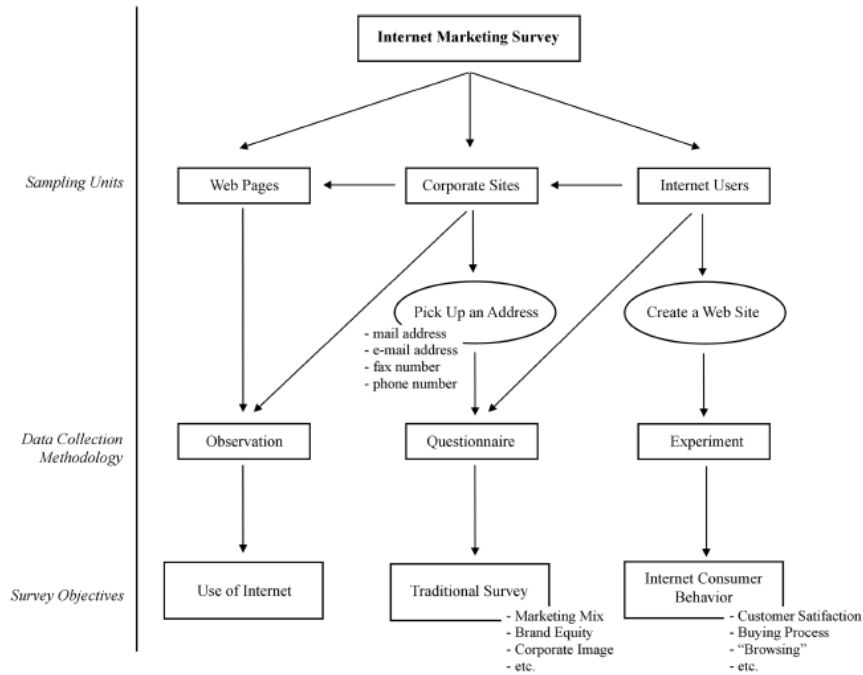 Internet Marketing Survey
Sampling Units
Web Pages
Corporate Sites
Internet Users
Pick Up an Address
Create a Web Site
- mail address
- e-mail address
- fax number
- phone number
Data Collection
Methodology
Observation
Questionnaire
Experiment
Survey Objectives
Use of Internet
Traditional Survey
Internet Consumer
Behavior
- Marketing Mix
- Brand Equity
- Corporate Image
- etc.
- Customer Satifaction
- Buying Process
- “Browsing”
- etc.